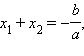 x₁ + x₂ = −b/a,